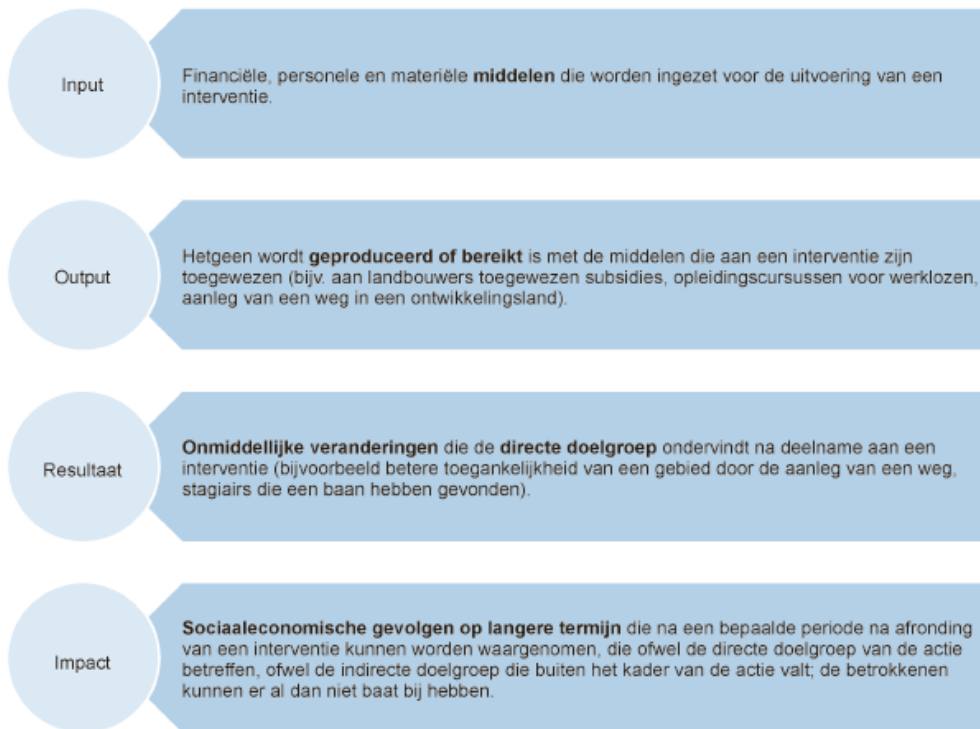 Input
Financiële, personele en materiële middelen die worden ingezet voor de uitvoering van een
interventie.
Output
Hetgeen wordt geproduceerd of bereikt is met de middelen die aan een interventie zijn
toegewezen (bijv. aan landbouwers toegewezen subsidies, opleidingscursussen voor werklozen,
aanleg van een weg in een ontwikkelingsland).
Resultaat
Onmiddellijke veranderingen die de directe doelgroep ondervindt na deelname aan een
interventie (bijvoorbeeld betere toegankelijkheid van een gebied door de aanleg van een weg,
stagiairs die een baan hebben gevonden).
Impact
Sociaaleconomische gevolgen op langere termijn die na een bepaalde periode na afronding
van een interventie kunnen worden waargenomen, die ofwel de directe doelgroep van de actie
betreffen, ofwel de indirecte doelgroep die buiten het kader van de actie valt; de betrokkenen
kunnen er al dan niet baat bij hebben.